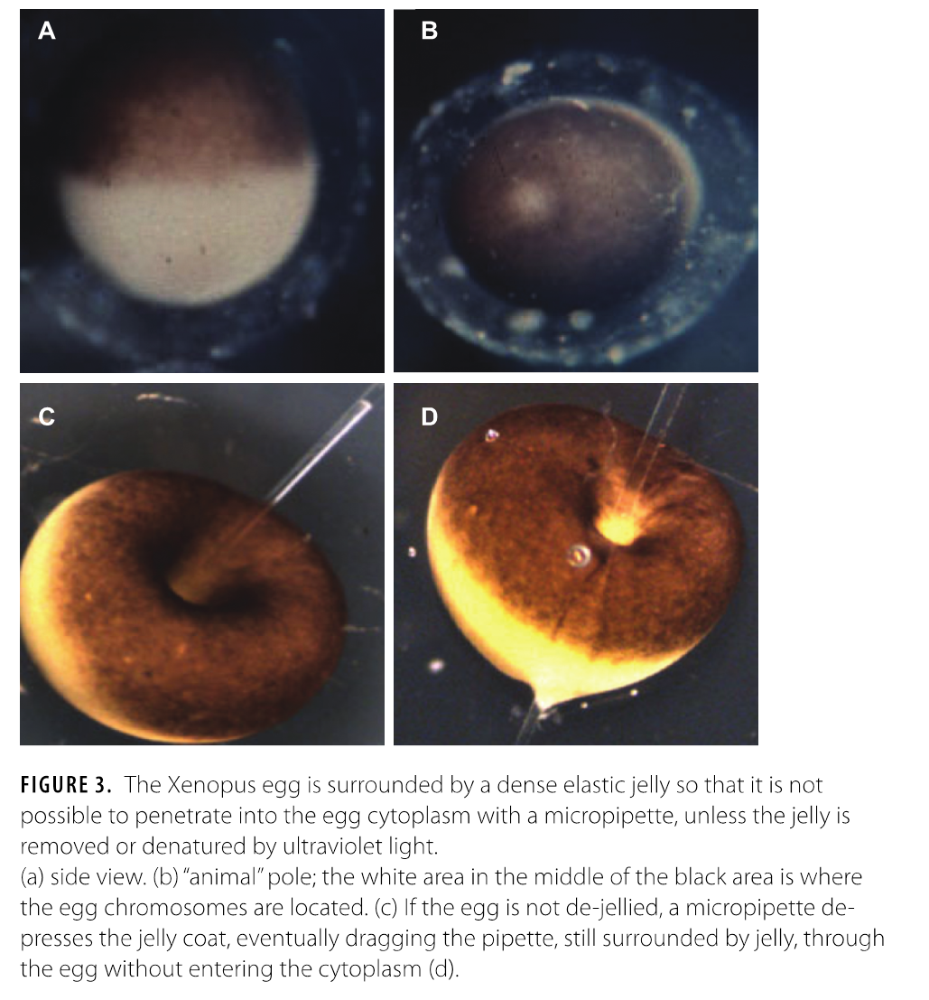 A
B
C
D
FIGURE 3. The Xenopus egg is surrounded by a dense elastic jelly so that it is not
possible to penetrate into the egg cytoplasm with a micropipette, unless the jelly is
removed or denatured by ultraviolet light.
(a) side view. (b) “animal” pole; the white area in the middle of the black area is where
the egg chromosomes are located. (c) If the egg is not de-jellied, a micropipette de-
presses the jelly coat, eventually dragging the pipette, still surrounded by jelly, through
the egg without entering the cytoplasm (d).